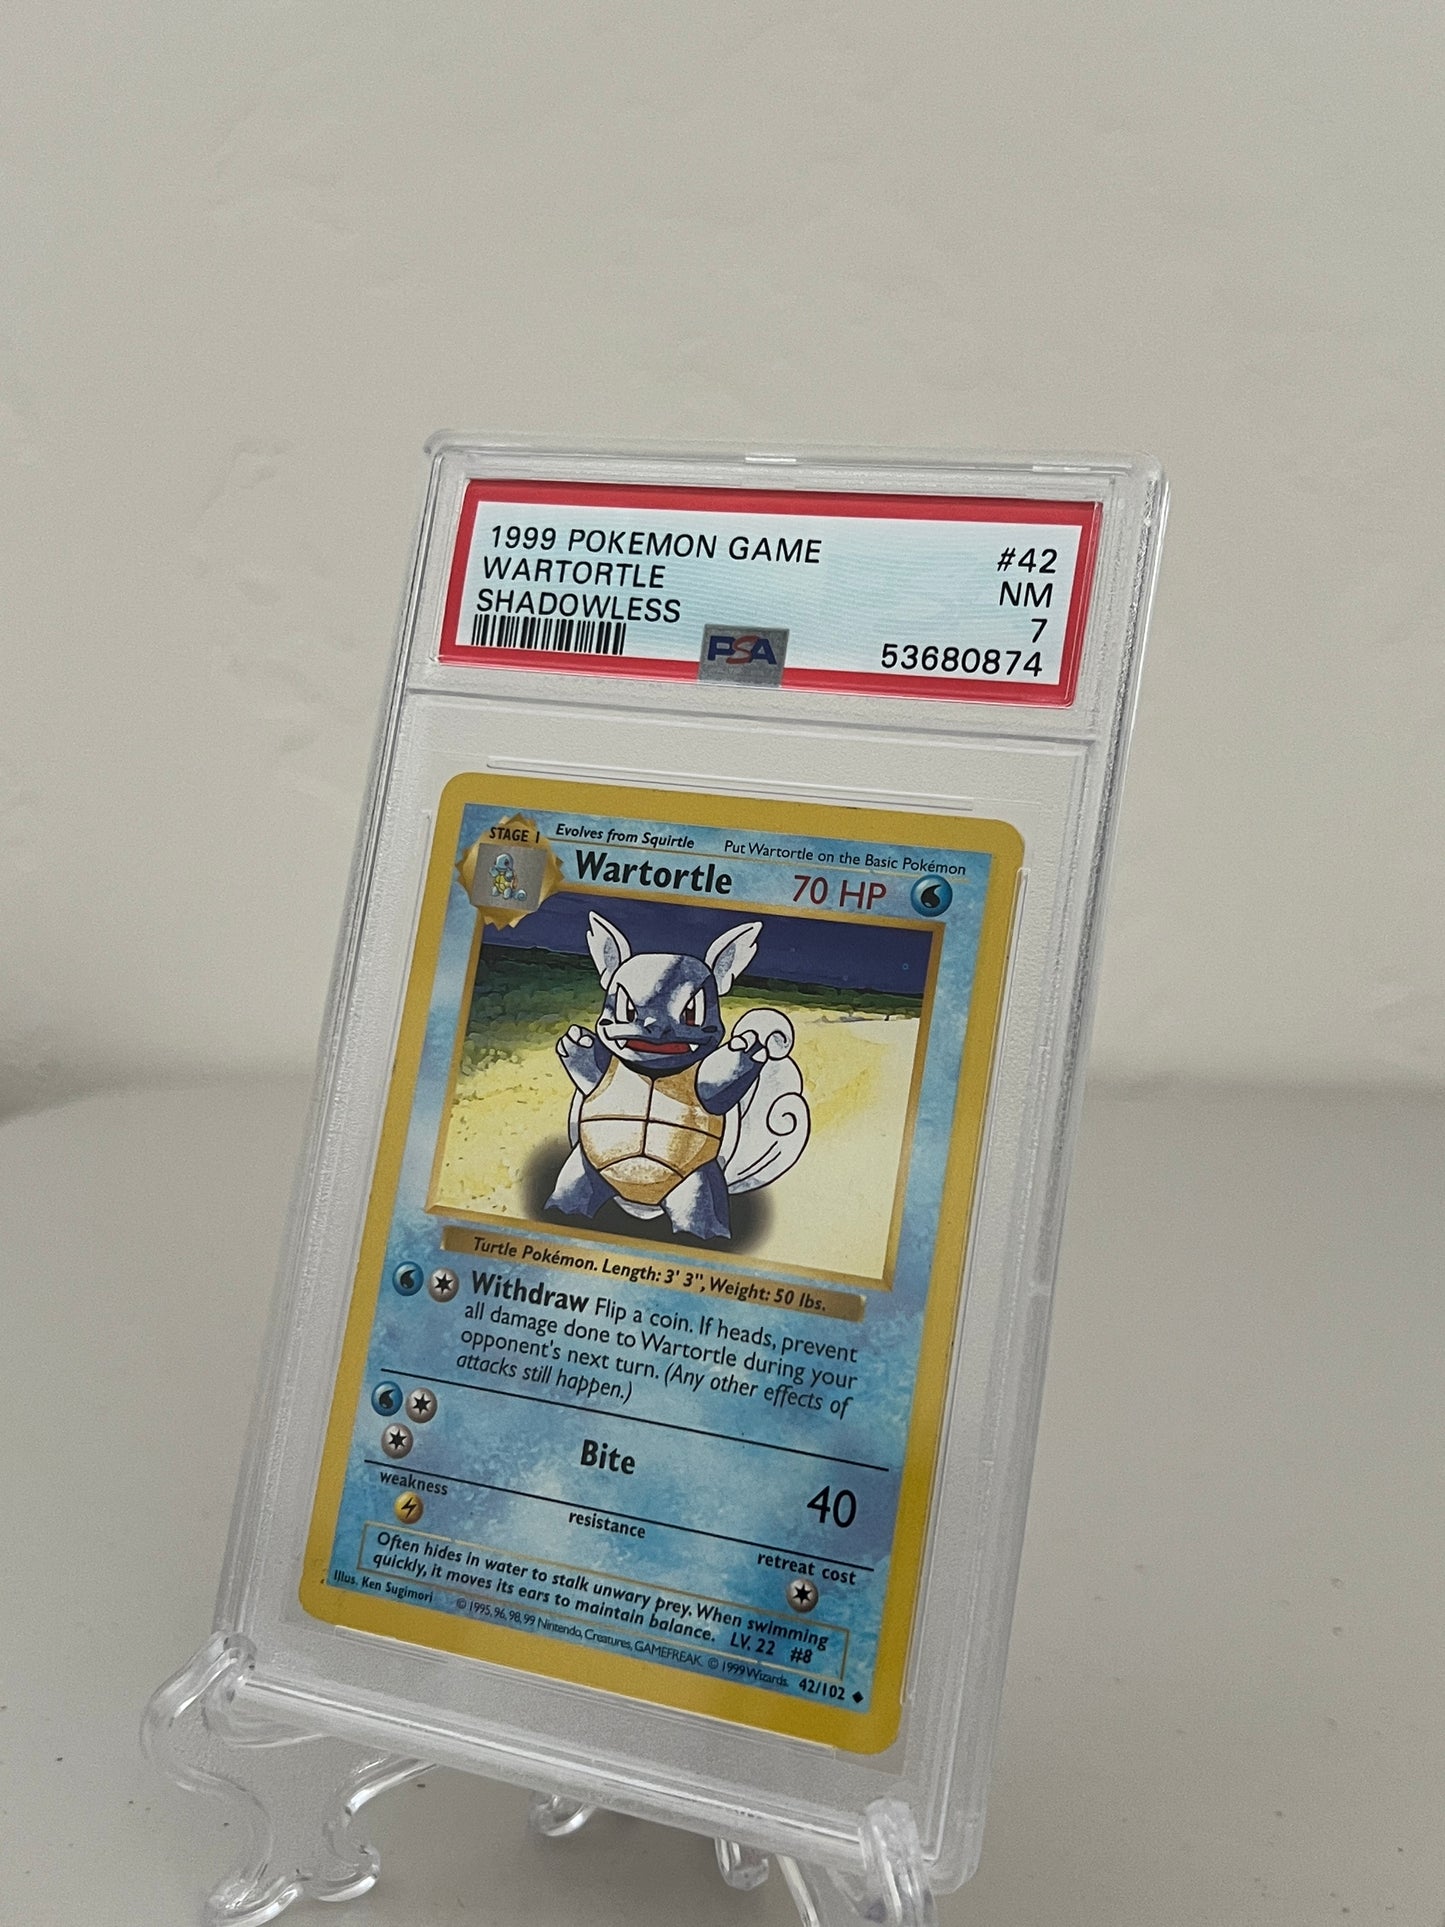 1999 POKEMON GAME #42
WARTORTLE NM
SHADOWLESS 7
PSA 53680874
STAGE 1 Evolves from Squirtle Put Wartortle on the Basic Pokémon
Wartortle 70 HP
Turtle Pokémon. Length: 3' 3", Weight: 50 lbs.
Withdraw Flip a coin. If heads, prevent
all damage done to Wartortle during your
opponent's next turn. (Any other effects of
attacks still happen.)
Bite 40
weakness resistance retreat cost
Often hides in water to stalk unwary prey. When swimming
quickly, it moves its ears to maintain balance. LV. 22 #8
Illus. Ken Sugimori © 1995, 96, 98, 99 Nintendo, Creatures, GAMEFREAK. © 1999 Wizards. 42/102